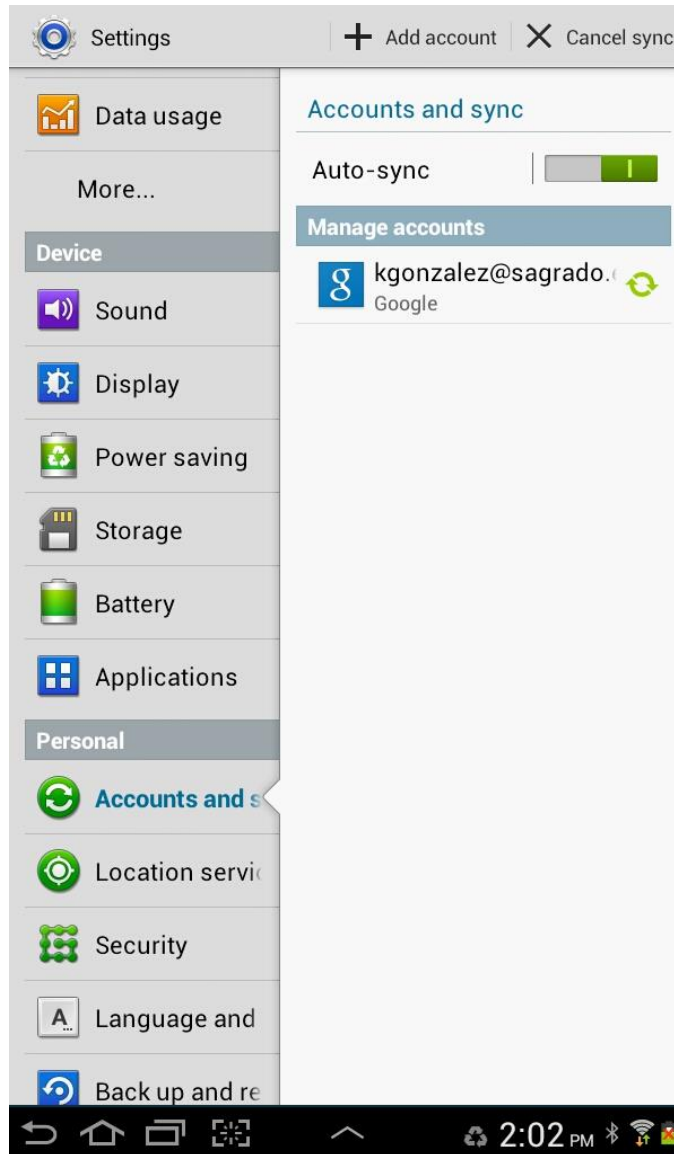 Settings
Add account
Cancel sync
Data usage
More...
Device
Sound
Display
Power saving
Storage
Battery
Applications
Personal
Accounts and s
Location servi
Security
Language and
Back up and re
Accounts and sync
Auto-sync
Manage accounts
kgonzalez@sagrado.
Google
2:02 PM